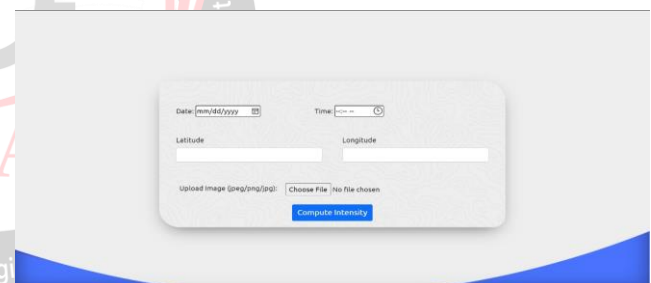 Date: mm/dd/yyyy Time: --:-- --
Latitude Longitude
Upload Image (jpeg/png/jpg): Choose File No file chosen
Compute Intensity